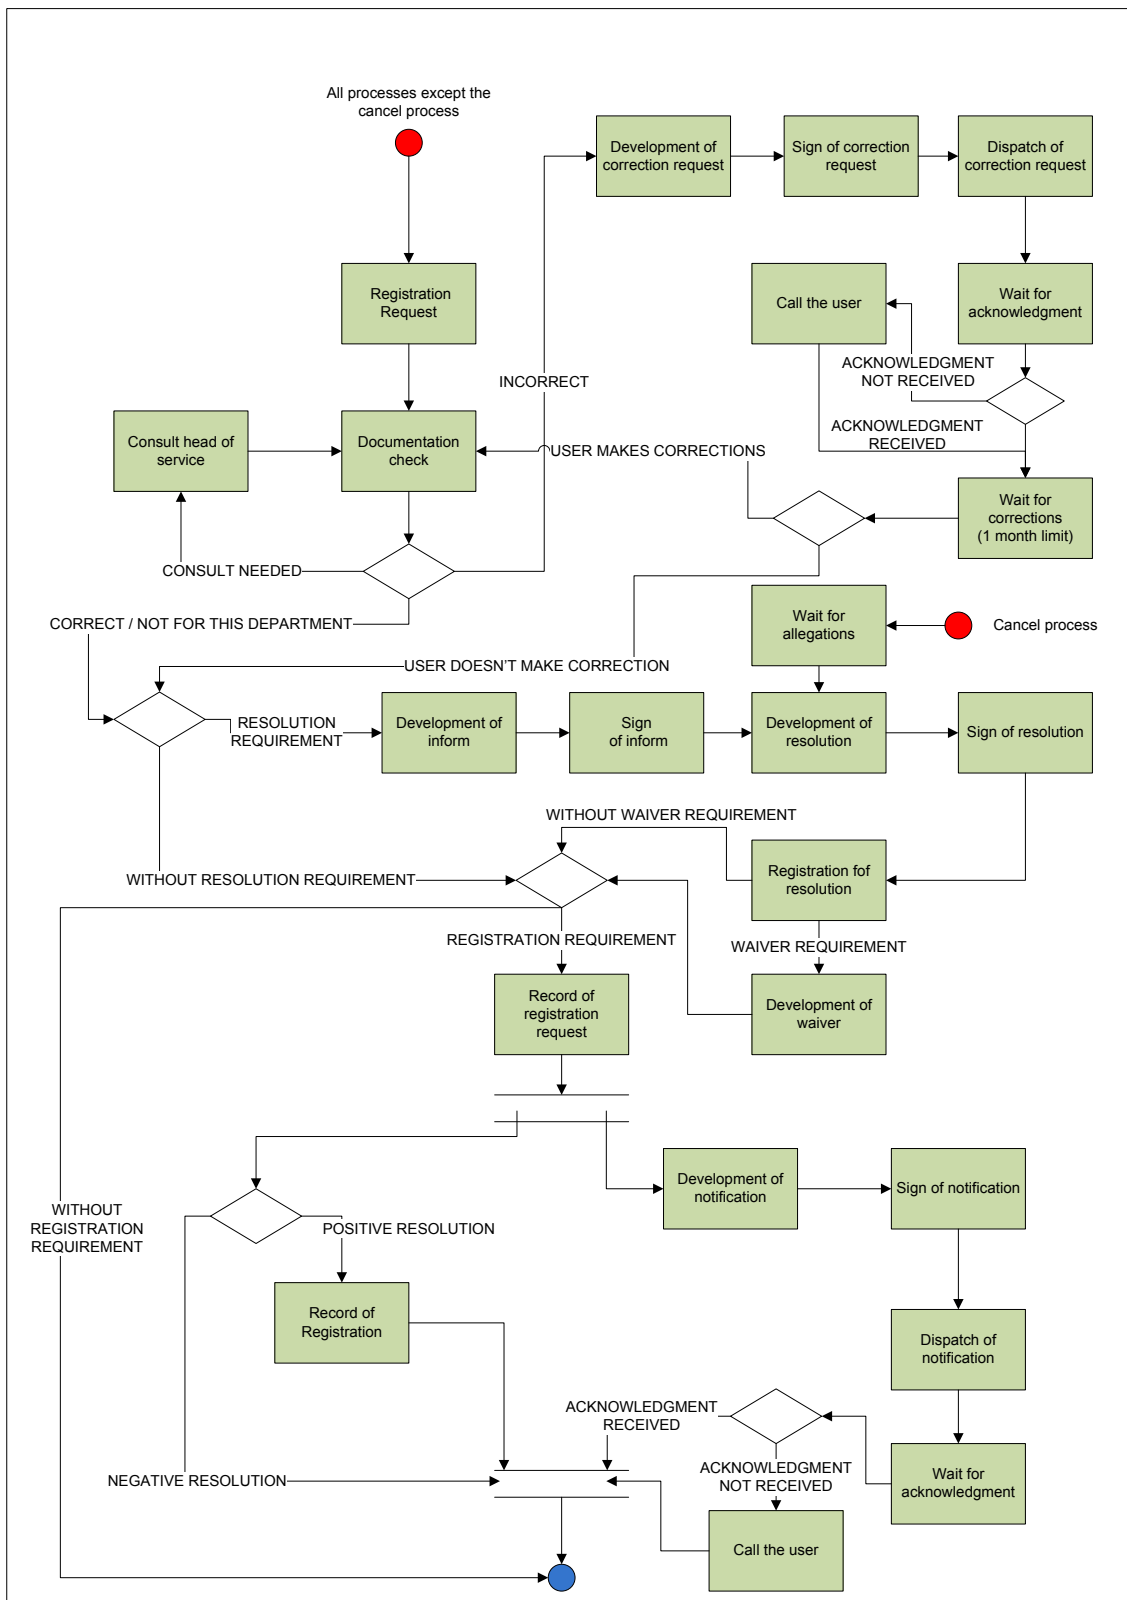 All processes except the
cancel process
Development of
correction request
Sign of correction
request
Dispatch of
correction request
Registration
Request
Call the user
Wait for
acknowledgment
ACKNOWLEDGMENT
NOT RECEIVED
INCORRECT
ACKNOWLEDGMENT
RECEIVED
Consult head of
service
Documentation
check
USER MAKES CORRECTIONS
Wait for
corrections
(1 month limit)
CONSULT NEEDED
CORRECT / NOT FOR THIS DEPARTMENT
Wait for
allegations
Cancel process
USER DOESN'T MAKE CORRECTION
RESOLUTION
REQUIREMENT
Development of
inform
Sign
of inform
Development of
resolution
Sign of resolution
WITHOUT WAIVER REQUIREMENT
WITHOUT RESOLUTION REQUIREMENT
Registration fof
resolution
REGISTRATION REQUIREMENT
WAIVER REQUIREMENT
Record of
registration
request
Development of
waiver
Development of
notification
Sign of notification
WITHOUT
REGISTRATION
REQUIREMENT
POSITIVE RESOLUTION
Record of
Registration
Dispatch of
notification
ACKNOWLEDGMENT
RECEIVED
NEGATIVE RESOLUTION
ACKNOWLEDGMENT
NOT RECEIVED
Wait for
acknowledgment
Call the user